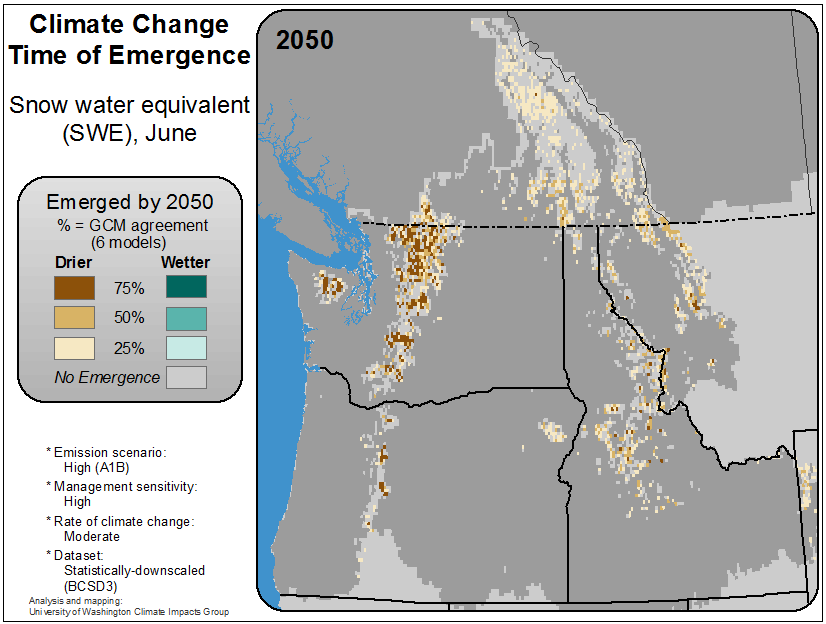 Climate Change
Time of Emergence
Snow water equivalent
(SWE), June
Emerged by 2050
% = GCM agreement
(6 models)
Drier Wetter
75%
50%
25%
No Emergence
* Emission scenario:
High (A1B)
* Management sensitivity:
High
* Rate of climate change:
Moderate
* Dataset:
Statistically-downscaled
(BCSD3)
Analysis and mapping:
University of Washington Climate Impacts Group
2050